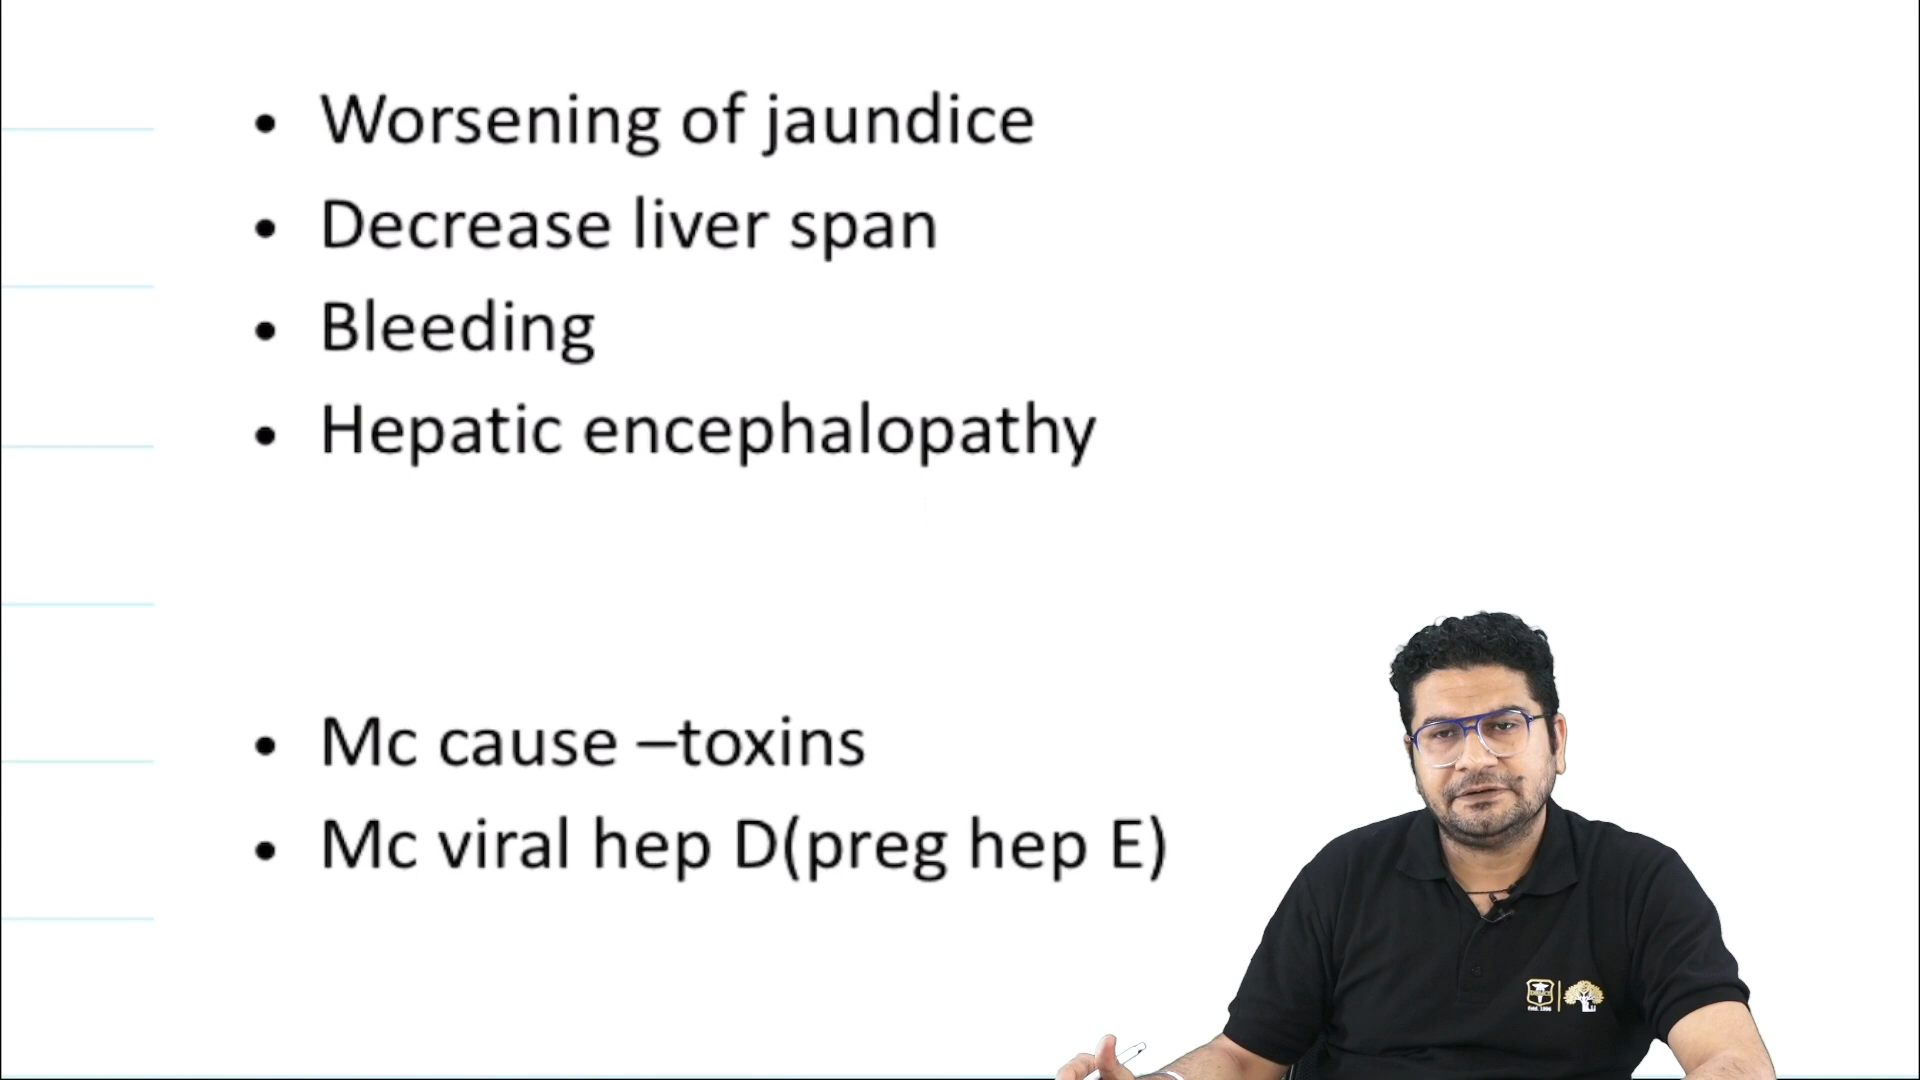 • Worsening of jaundice
• Decrease liver span
• Bleeding
• Hepatic encephalopathy
• Mc cause –toxins
• Mc viral hep D(preg hep E)